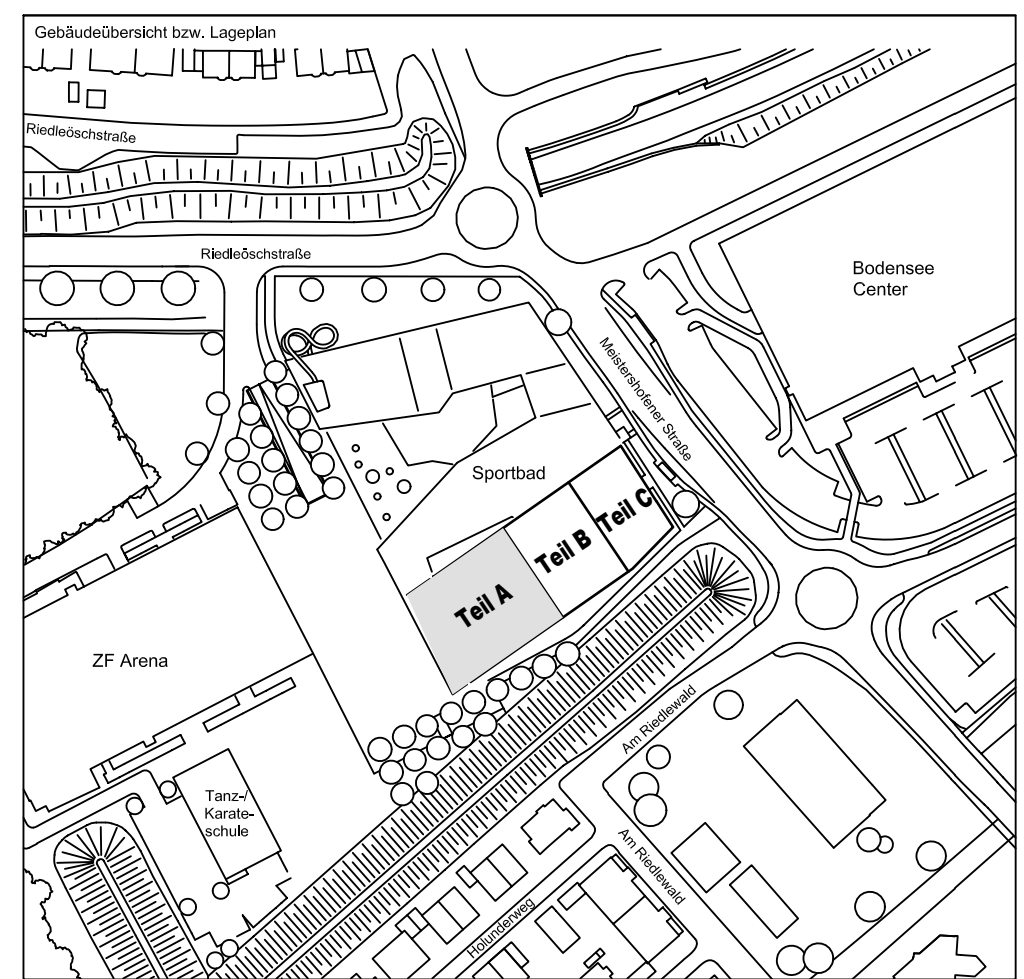 Gebäudeübersicht bzw. Lageplan
Riedleöschstraße
Riedleöschstraße
Bodensee
Center
Meistershofener Straße
Sportbad
Teil C
Teil B
Teil A
ZF Arena
Am Riedlewald
Tanz-/
Karate-
schule
Am Riedlewald
Holunderweg